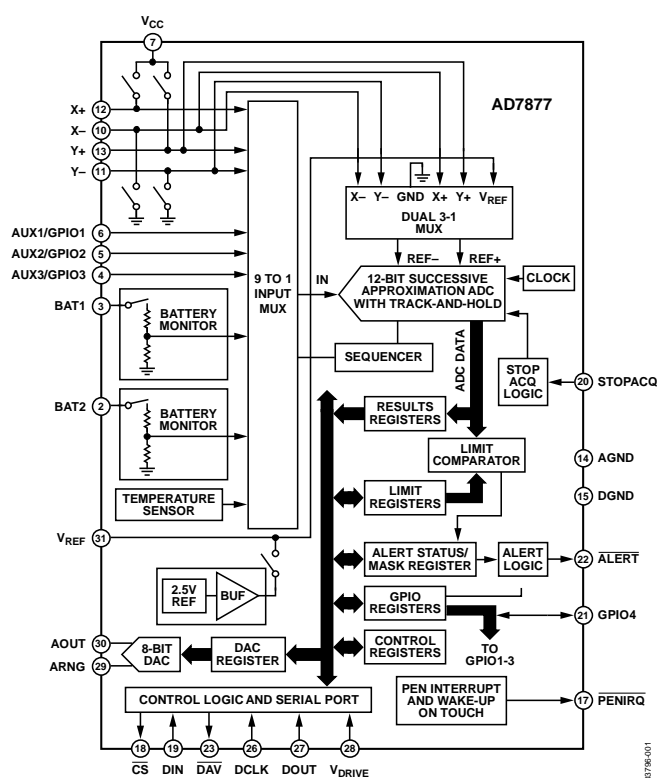 VCC
7
AD7877
X+ 12
X– 10
Y+ 13
Y– 11
X– Y– GND X+ Y+ VREF
DUAL 3-1
MUX
AUX1/GPIO1 6
AUX2/GPIO2 5
AUX3/GPIO3 4
REF– REF+
9 TO 1
INPUT
MUX
IN
12-BIT SUCCESSIVE
APPROXIMATION ADC
WITH TRACK-AND-HOLD
CLOCK
BAT1 3
BATTERY
MONITOR
SEQUENCER
ADC DATA
STOP
ACQ
LOGIC
20 STOPACQ
BAT2 2
BATTERY
MONITOR
RESULTS
REGISTERS
LIMIT
COMPARATOR
14 AGND
TEMPERATURE
SENSOR
LIMIT
REGISTERS
15 DGND
VREF 31
ALERT STATUS/
MASK REGISTER
ALERT
LOGIC
22 ALERT
2.5V
REF
BUF
GPIO
REGISTERS
21 GPIO4
TO
GPIO1-3
AOUT 30
ARNG 29
8-BIT
DAC
DAC
REGISTER
CONTROL
REGISTERS
CONTROL LOGIC AND SERIAL PORT
PEN INTERRUPT
AND WAKE-UP
ON TOUCH
17 PENIRQ
18 19 23 26 27 28
CS DIN DAV DCLK DOUT VDRIVE
03796-001